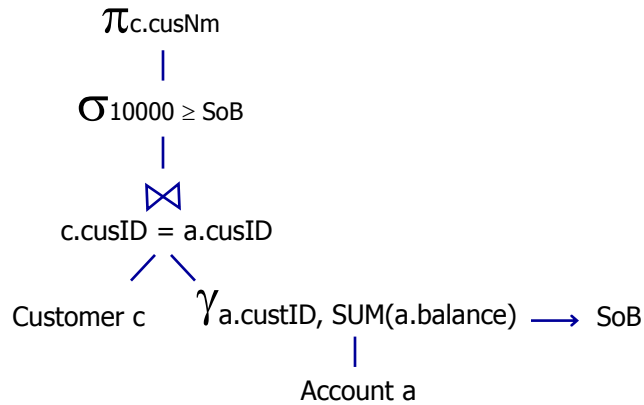 πc.cusNm
σ10000 ≥ SoB
⋈
c.cusID = a.cusID
Customer c
γa.custID, SUM(a.balance) → SoB
Account a